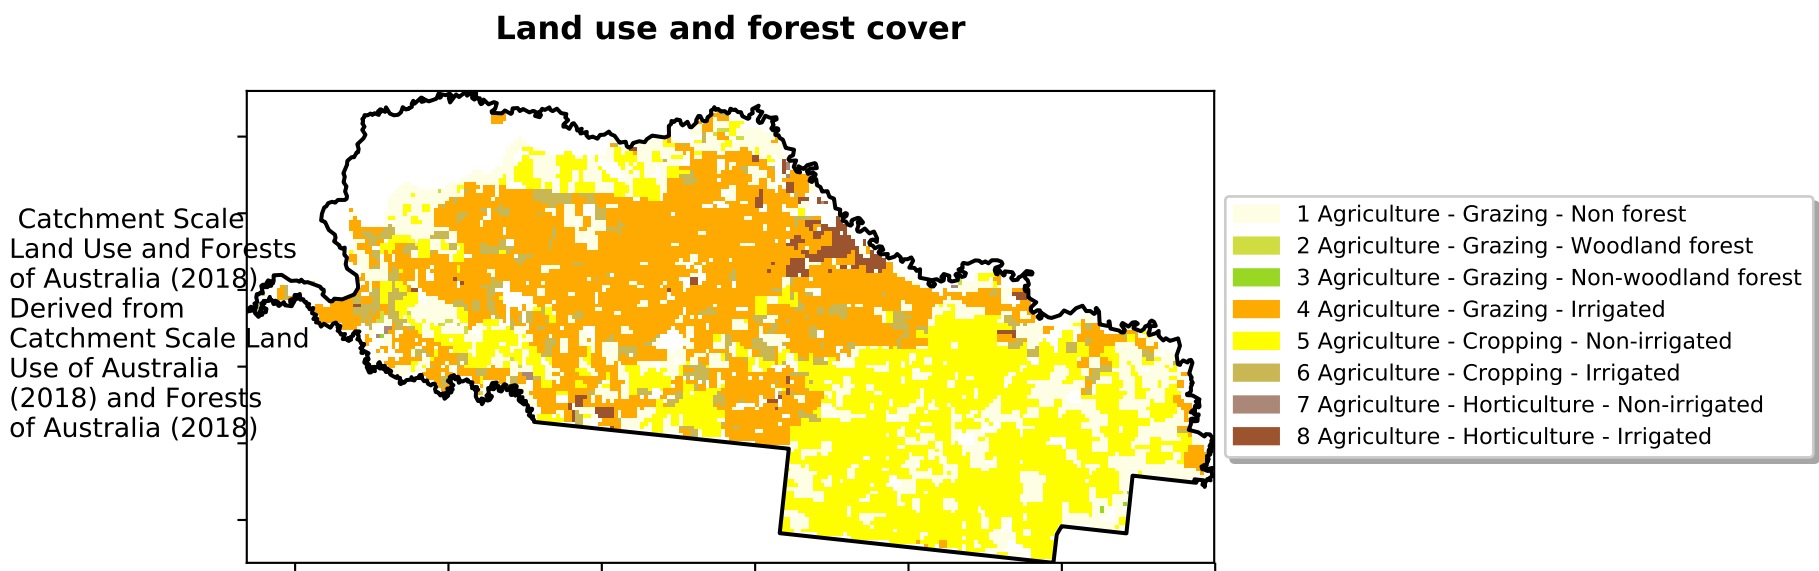 Land use and forest cover
Catchment Scale
Land Use and Forests
of Australia (2018)
Derived from
Catchment Scale Land
Use of Australia
(2018) and Forests
of Australia (2018)
1 Agriculture - Grazing - Non forest
2 Agriculture - Grazing - Woodland forest
3 Agriculture - Grazing - Non-woodland forest
4 Agriculture - Grazing - Irrigated
5 Agriculture - Cropping - Non-irrigated
6 Agriculture - Cropping - Irrigated
7 Agriculture - Horticulture - Non-irrigated
8 Agriculture - Horticulture - Irrigated